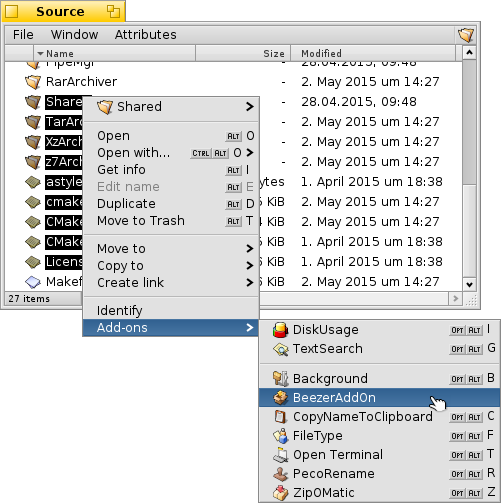 Source
File Window Attributes
Name Size Modified
PipeMgr - 28.04.2015, 09:48
RarArchiver - 2. May 2015 um 14:27
Share - 28.04.2015, 09:48
TarAr - 2. May 2015 um 14:27
XzArch - 2. May 2015 um 14:27
z7Arch - 2. May 2015 um 14:27
astyle ytes 1. April 2015 um 18:38
cmake 6 KiB 2. May 2015 um 14:27
CMake 4 KiB 2. May 2015 um 14:27
CMake KiB 1. April 2015 um 18:38
Licens 6 KiB 1. April 2015 um 18:38
Makef KiB 2. May 2015 um 14:27
27 items
Shared
Open ALT O
Open with... CTRL ALT O
Get info ALT I
Edit name ALT E
Duplicate ALT D
Move to Trash ALT T
Move to
Copy to
Create link
Identify
Add-ons
DiskUsage OPT ALT I
TextSearch OPT ALT G
Background OPT ALT B
BeezerAddOn
CopyNameToClipboard OPT ALT C
FileType OPT ALT F
Open Terminal OPT ALT T
PecoRename OPT ALT R
ZipOMatic OPT ALT Z